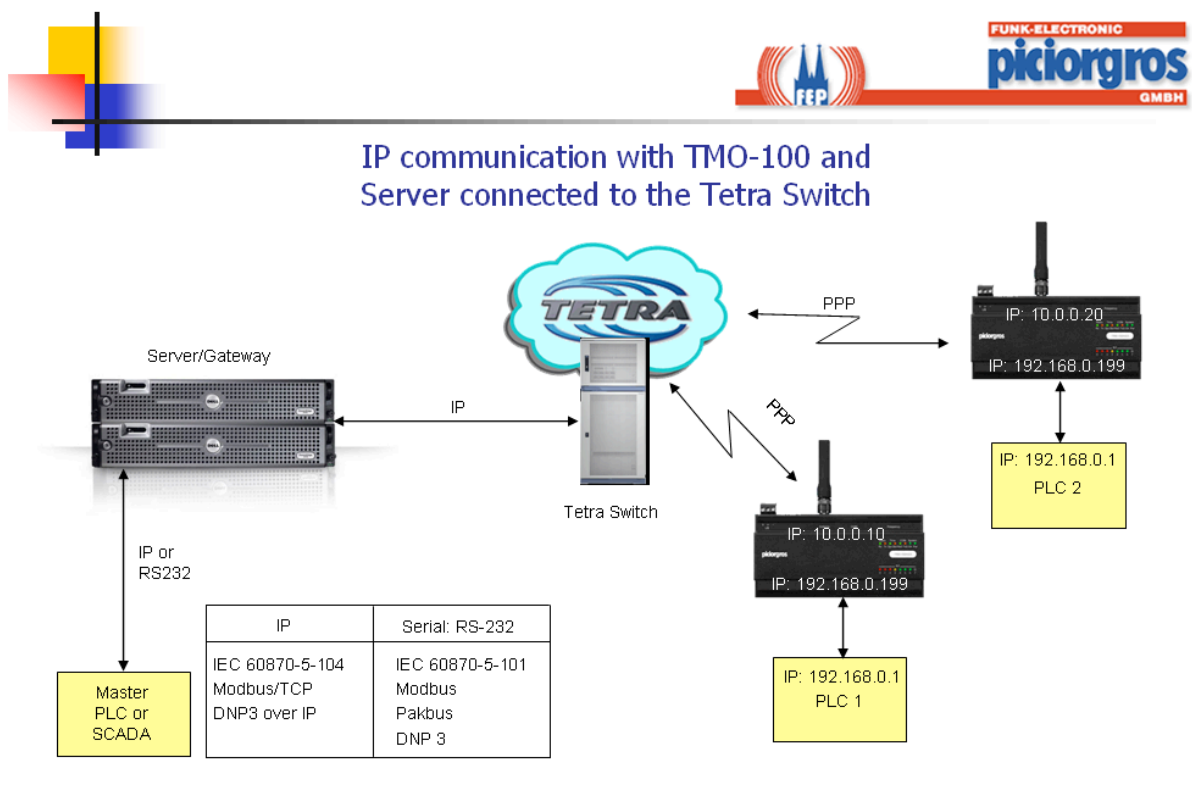 FUNK-ELECTRONIC
piciorgros
GMBH
FEP
IP communication with TMO-100 and
Server connected to the Tetra Switch
TETRA
PPP
IP: 10.0.0.20
piciorgros
IP: 192.168.0.199
Server/Gateway
IP
PPP
DELL
DELL
IP: 192.168.0.1
PLC 2
Tetra Switch
IP: 10.0.0.10
piciorgros
IP: 192.168.0.199
IP or
RS232
IP
Serial: RS-232
IEC 60870-5-104
Modbus/TCP
DNP3 over IP
IEC 60870-5-101
Modbus
Pakbus
DNP 3
IP: 192.168.0.1
PLC 1
Master
PLC or
SCADA